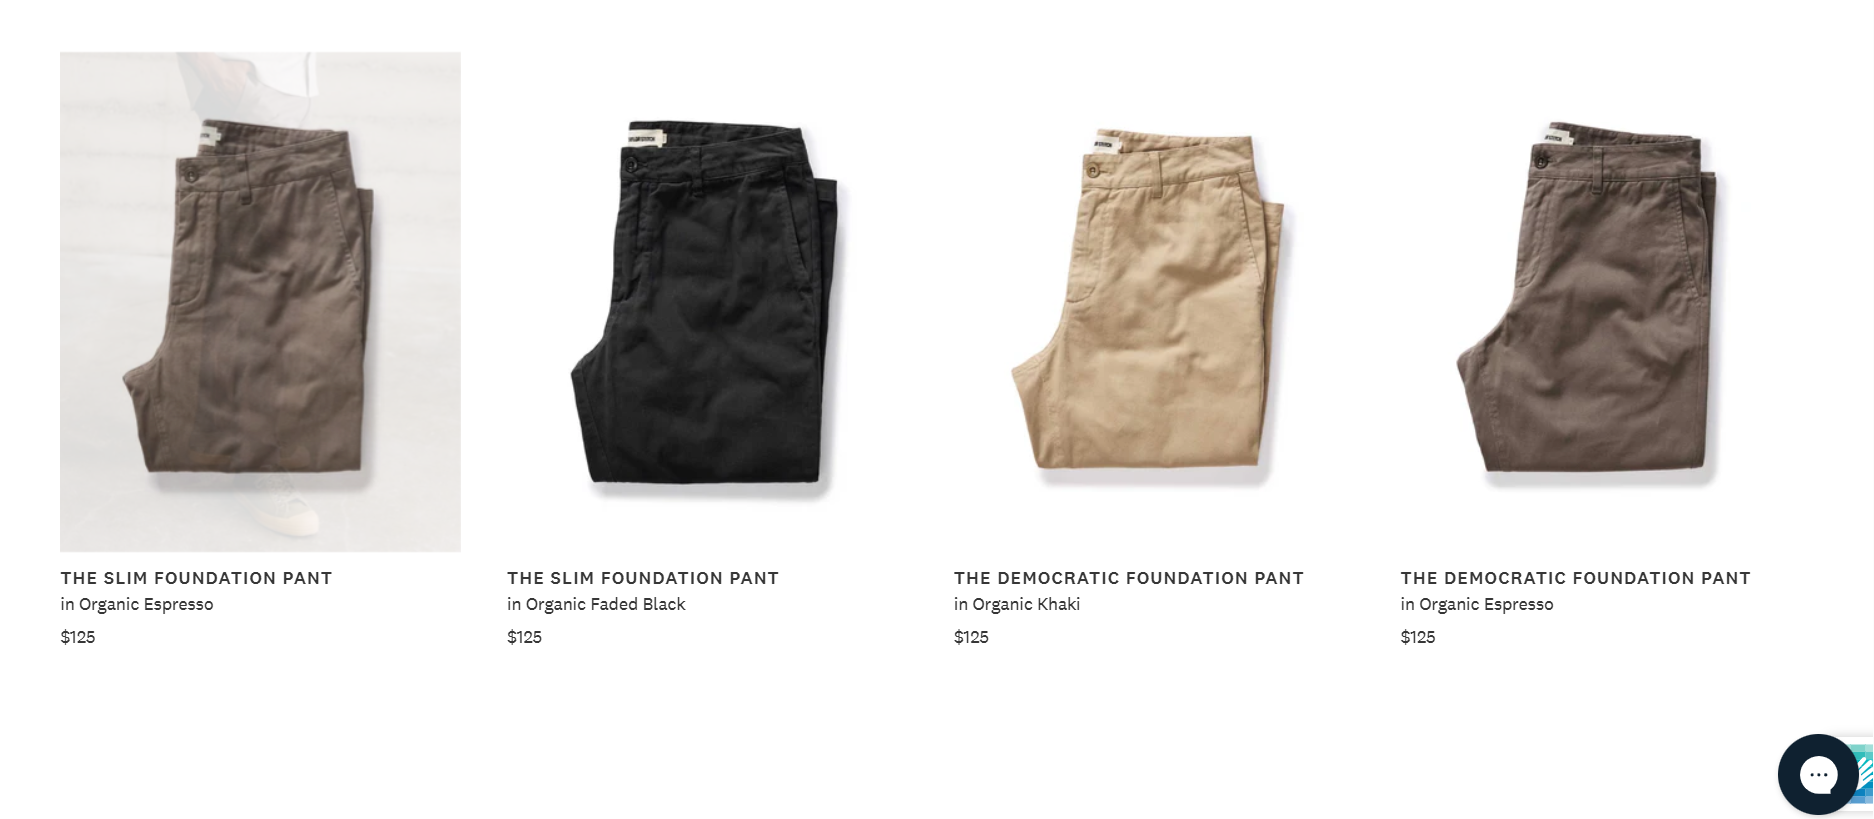 THE SLIM FOUNDATION PANT
in Organic Espresso
$125
THE SLIM FOUNDATION PANT
in Organic Faded Black
$125
THE DEMOCRATIC FOUNDATION PANT
in Organic Khaki
$125
THE DEMOCRATIC FOUNDATION PANT
in Organic Espresso
$125